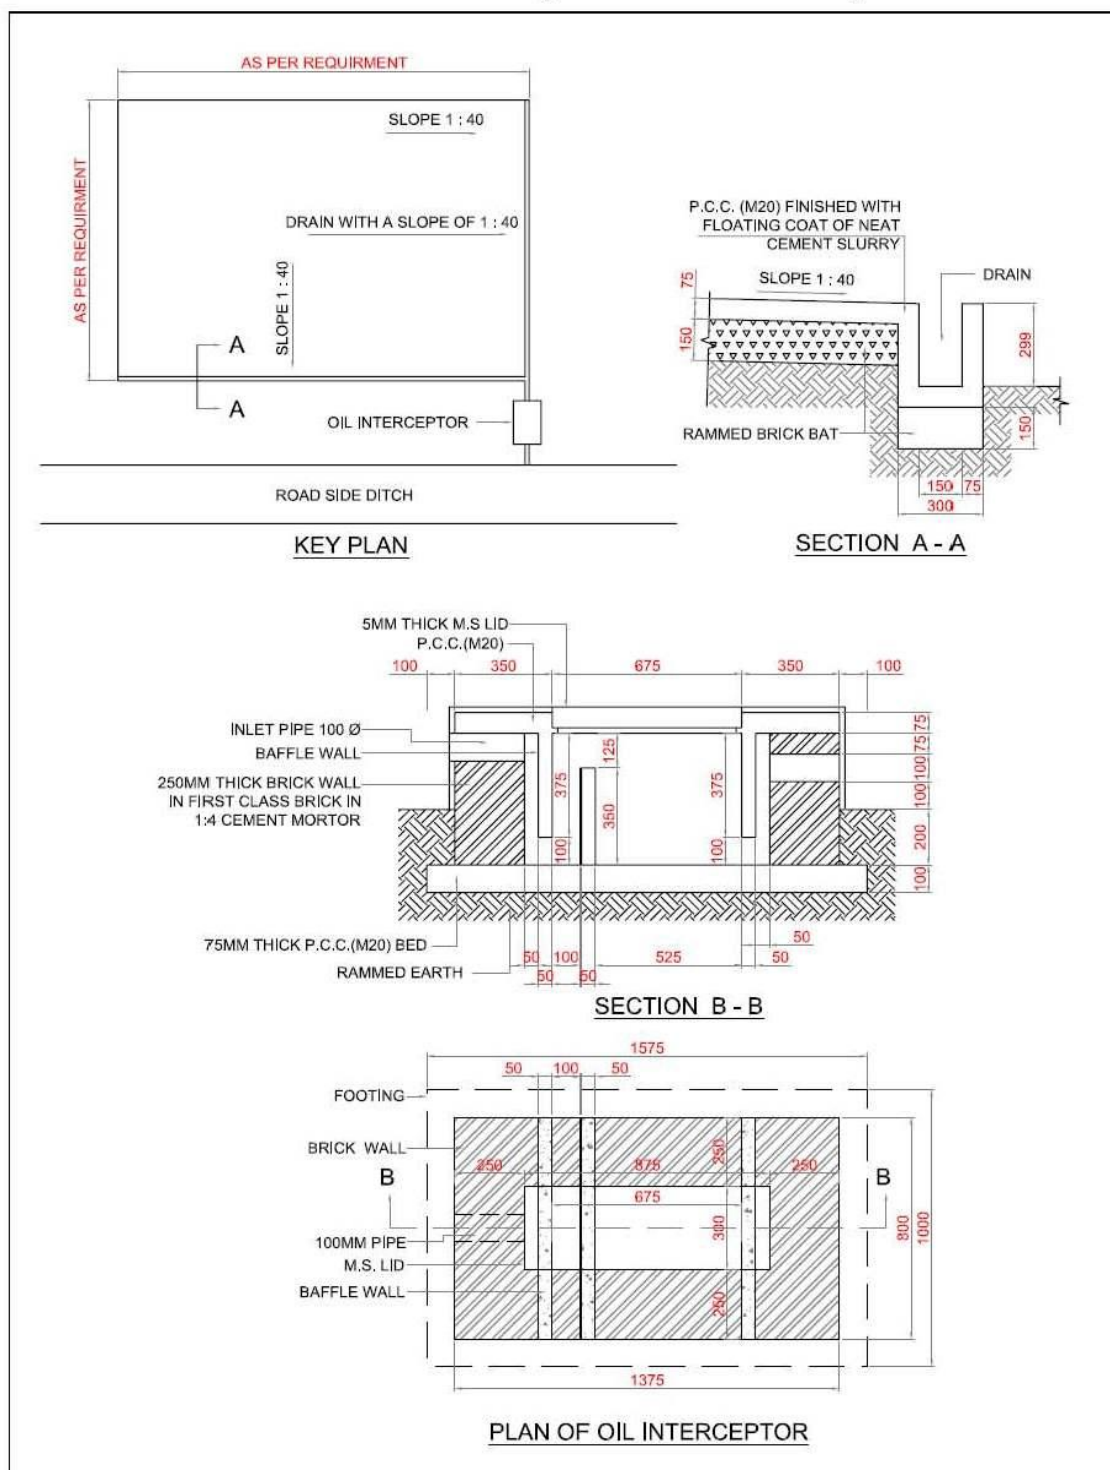 AS PER REQUIRMENT
SLOPE 1 : 40
AS PER REQUIRMENT
DRAIN WITH A SLOPE OF 1 : 40
SLOPE 1 : 40
A
A
OIL INTERCEPTOR
ROAD SIDE DITCH
KEY PLAN
P.C.C. (M20) FINISHED WITH
FLOATING COAT OF NEAT
CEMENT SLURRY
SLOPE 1 : 40
DRAIN
75
150
299
RAMMED BRICK BAT
150
150 75
300
SECTION A - A
5MM THICK M.S LID
P.C.C.(M20)
100 350 675 350 100
INLET PIPE 100 Ø
BAFFLE WALL
250MM THICK BRICK WALL
IN FIRST CLASS BRICK IN
1:4 CEMENT MORTOR
375
125
350
375
100
100
75
75
100
100
200
100
75MM THICK P.C.C.(M20) BED
RAMMED EARTH
50
50 100 525 50
50 50
SECTION B - B
1575
50 100 50
FOOTING
BRICK WALL
250 875 250
250
B B
675
300
800
1000
100MM PIPE
M.S. LID
BAFFLE WALL
250
1375
PLAN OF OIL INTERCEPTOR